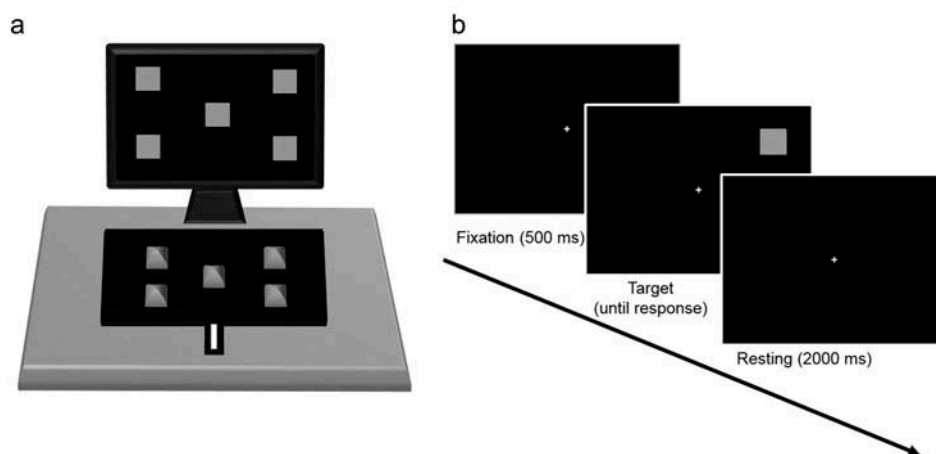 a
b
Fixation (500 ms)
Target
(until response)
Resting (2000 ms)